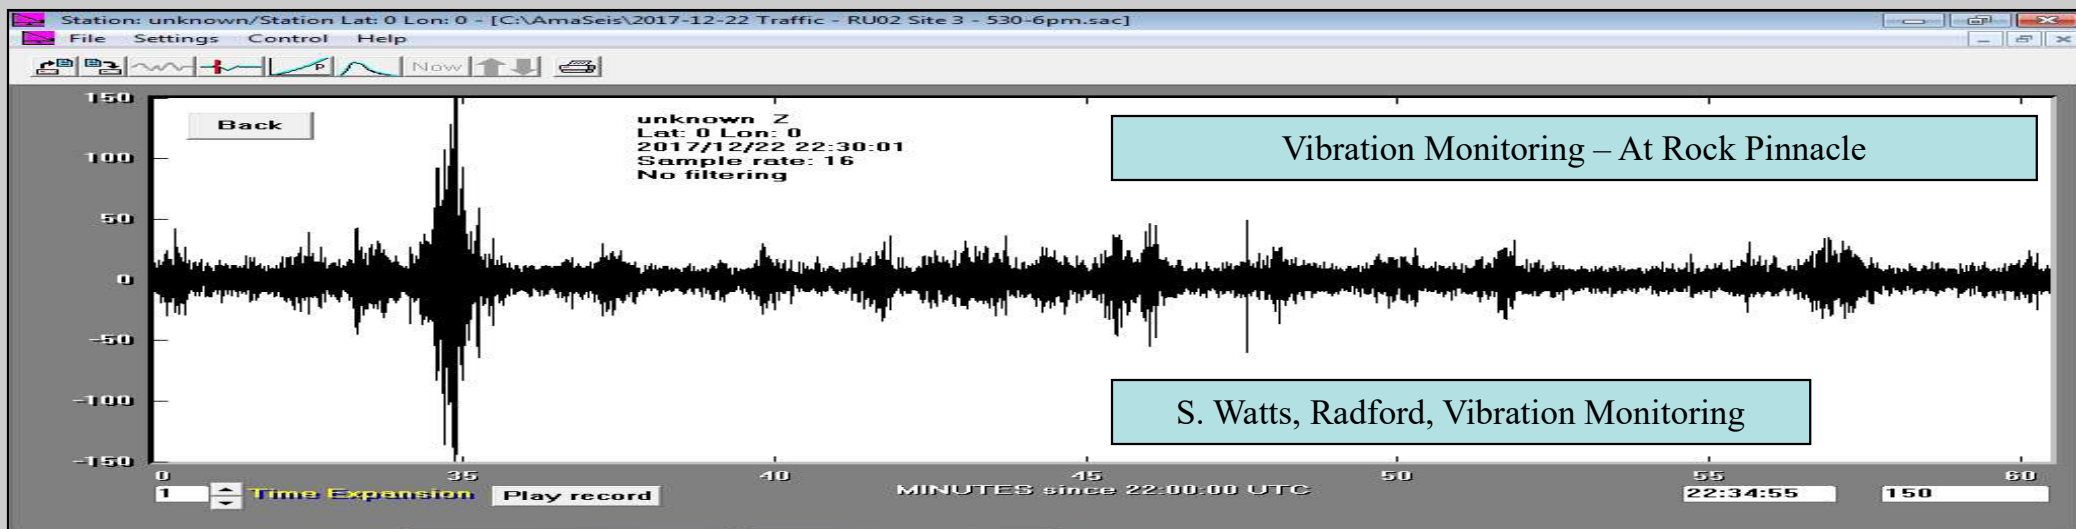 Station: unknown/Station Lat: 0 Lon: 0 - [C:\AmaSeis\2017-12-22 Traffic - RU02 Site 3 - 530-6pm.sac]
File Settings Control Help
P Now
150
Back
unknown Z
Lat: 0 Lon: 0
2017/12/22 22:30:01
Sample rate: 16
No filtering
Vibration Monitoring – At Rock Pinnacle
100
50
0
-50
-100
S. Watts, Radford, Vibration Monitoring
-150
0 35 40 45 50 55 60
1 Time Expansion Play record MINUTES since 22:00:00 UTC 22:34:55 150